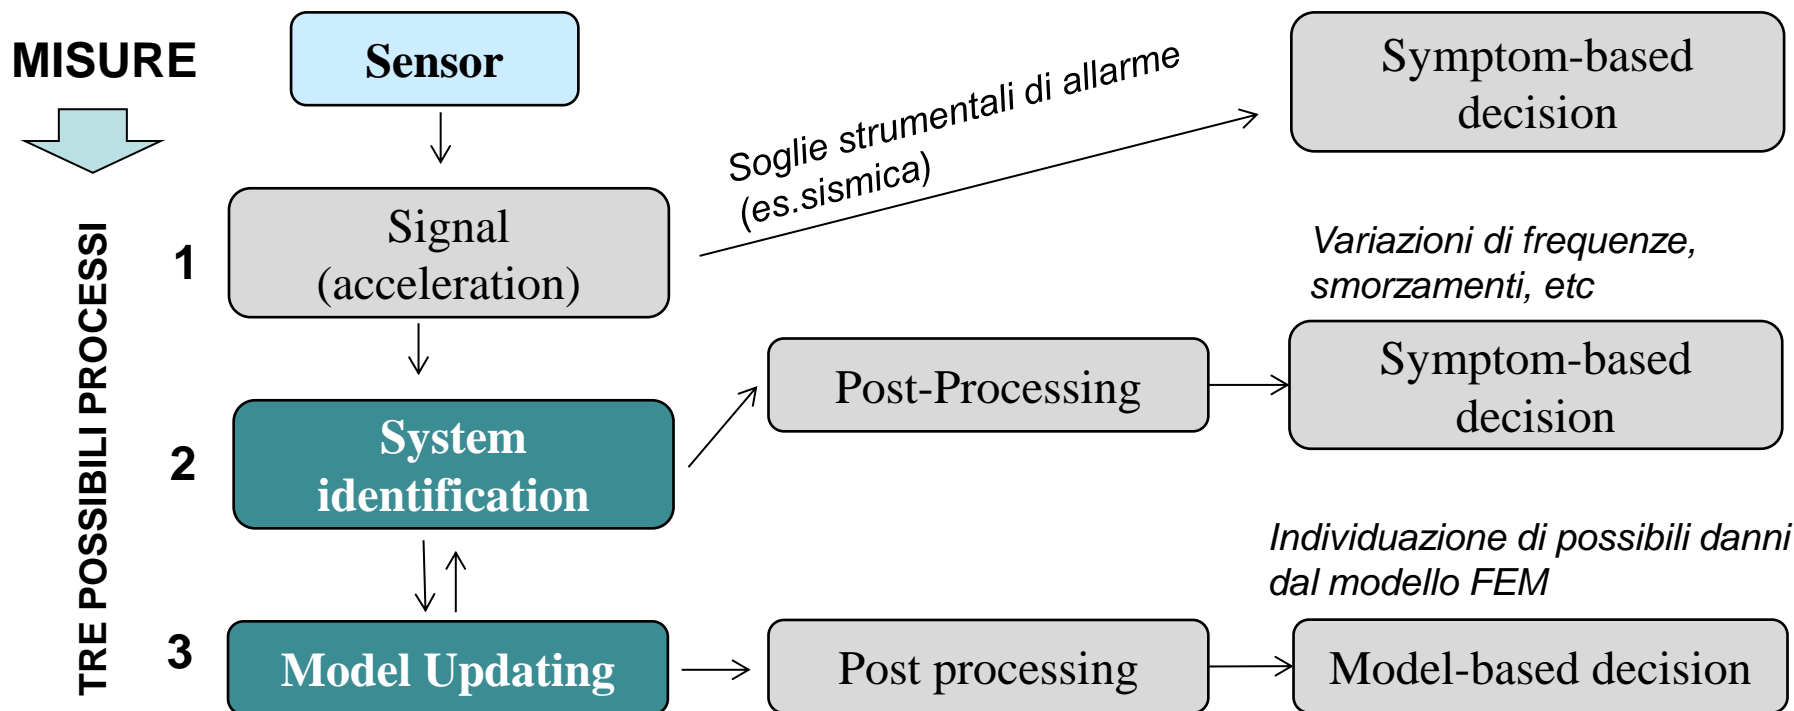 MISURE
Sensor
Soglie strumentali di allarme
(es.sismica)
Symptom-based
decision
TRE POSSIBILI PROCESSI
1
Signal
(acceleration)
Variazioni di frequenze,
smorzamenti, etc
2
System
identification
Post-Processing
Symptom-based
decision
Individuazione di possibili danni
dal modello FEM
3
Model Updating
Post processing
Model-based decision